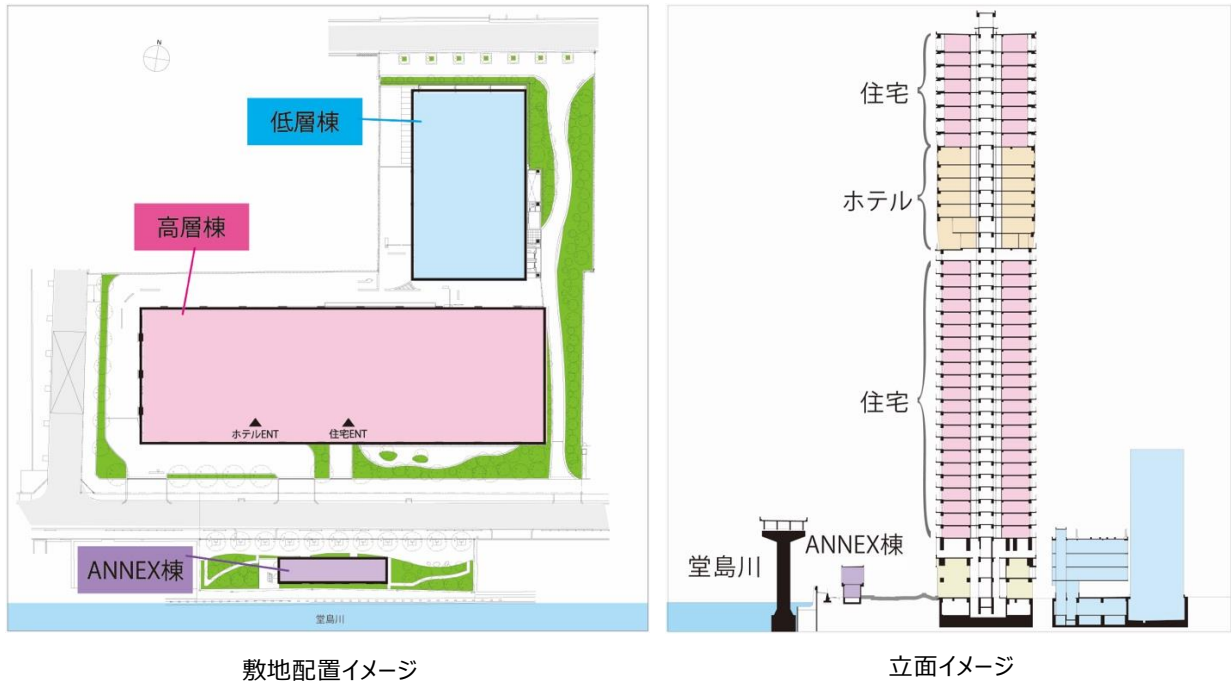 低層棟
高層棟
ホテルENT
住宅ENT
ANNEX棟
堂島川
敷地配置イメージ
住宅
ホテル
住宅
ANNEX棟
堂島川
立面イメージ